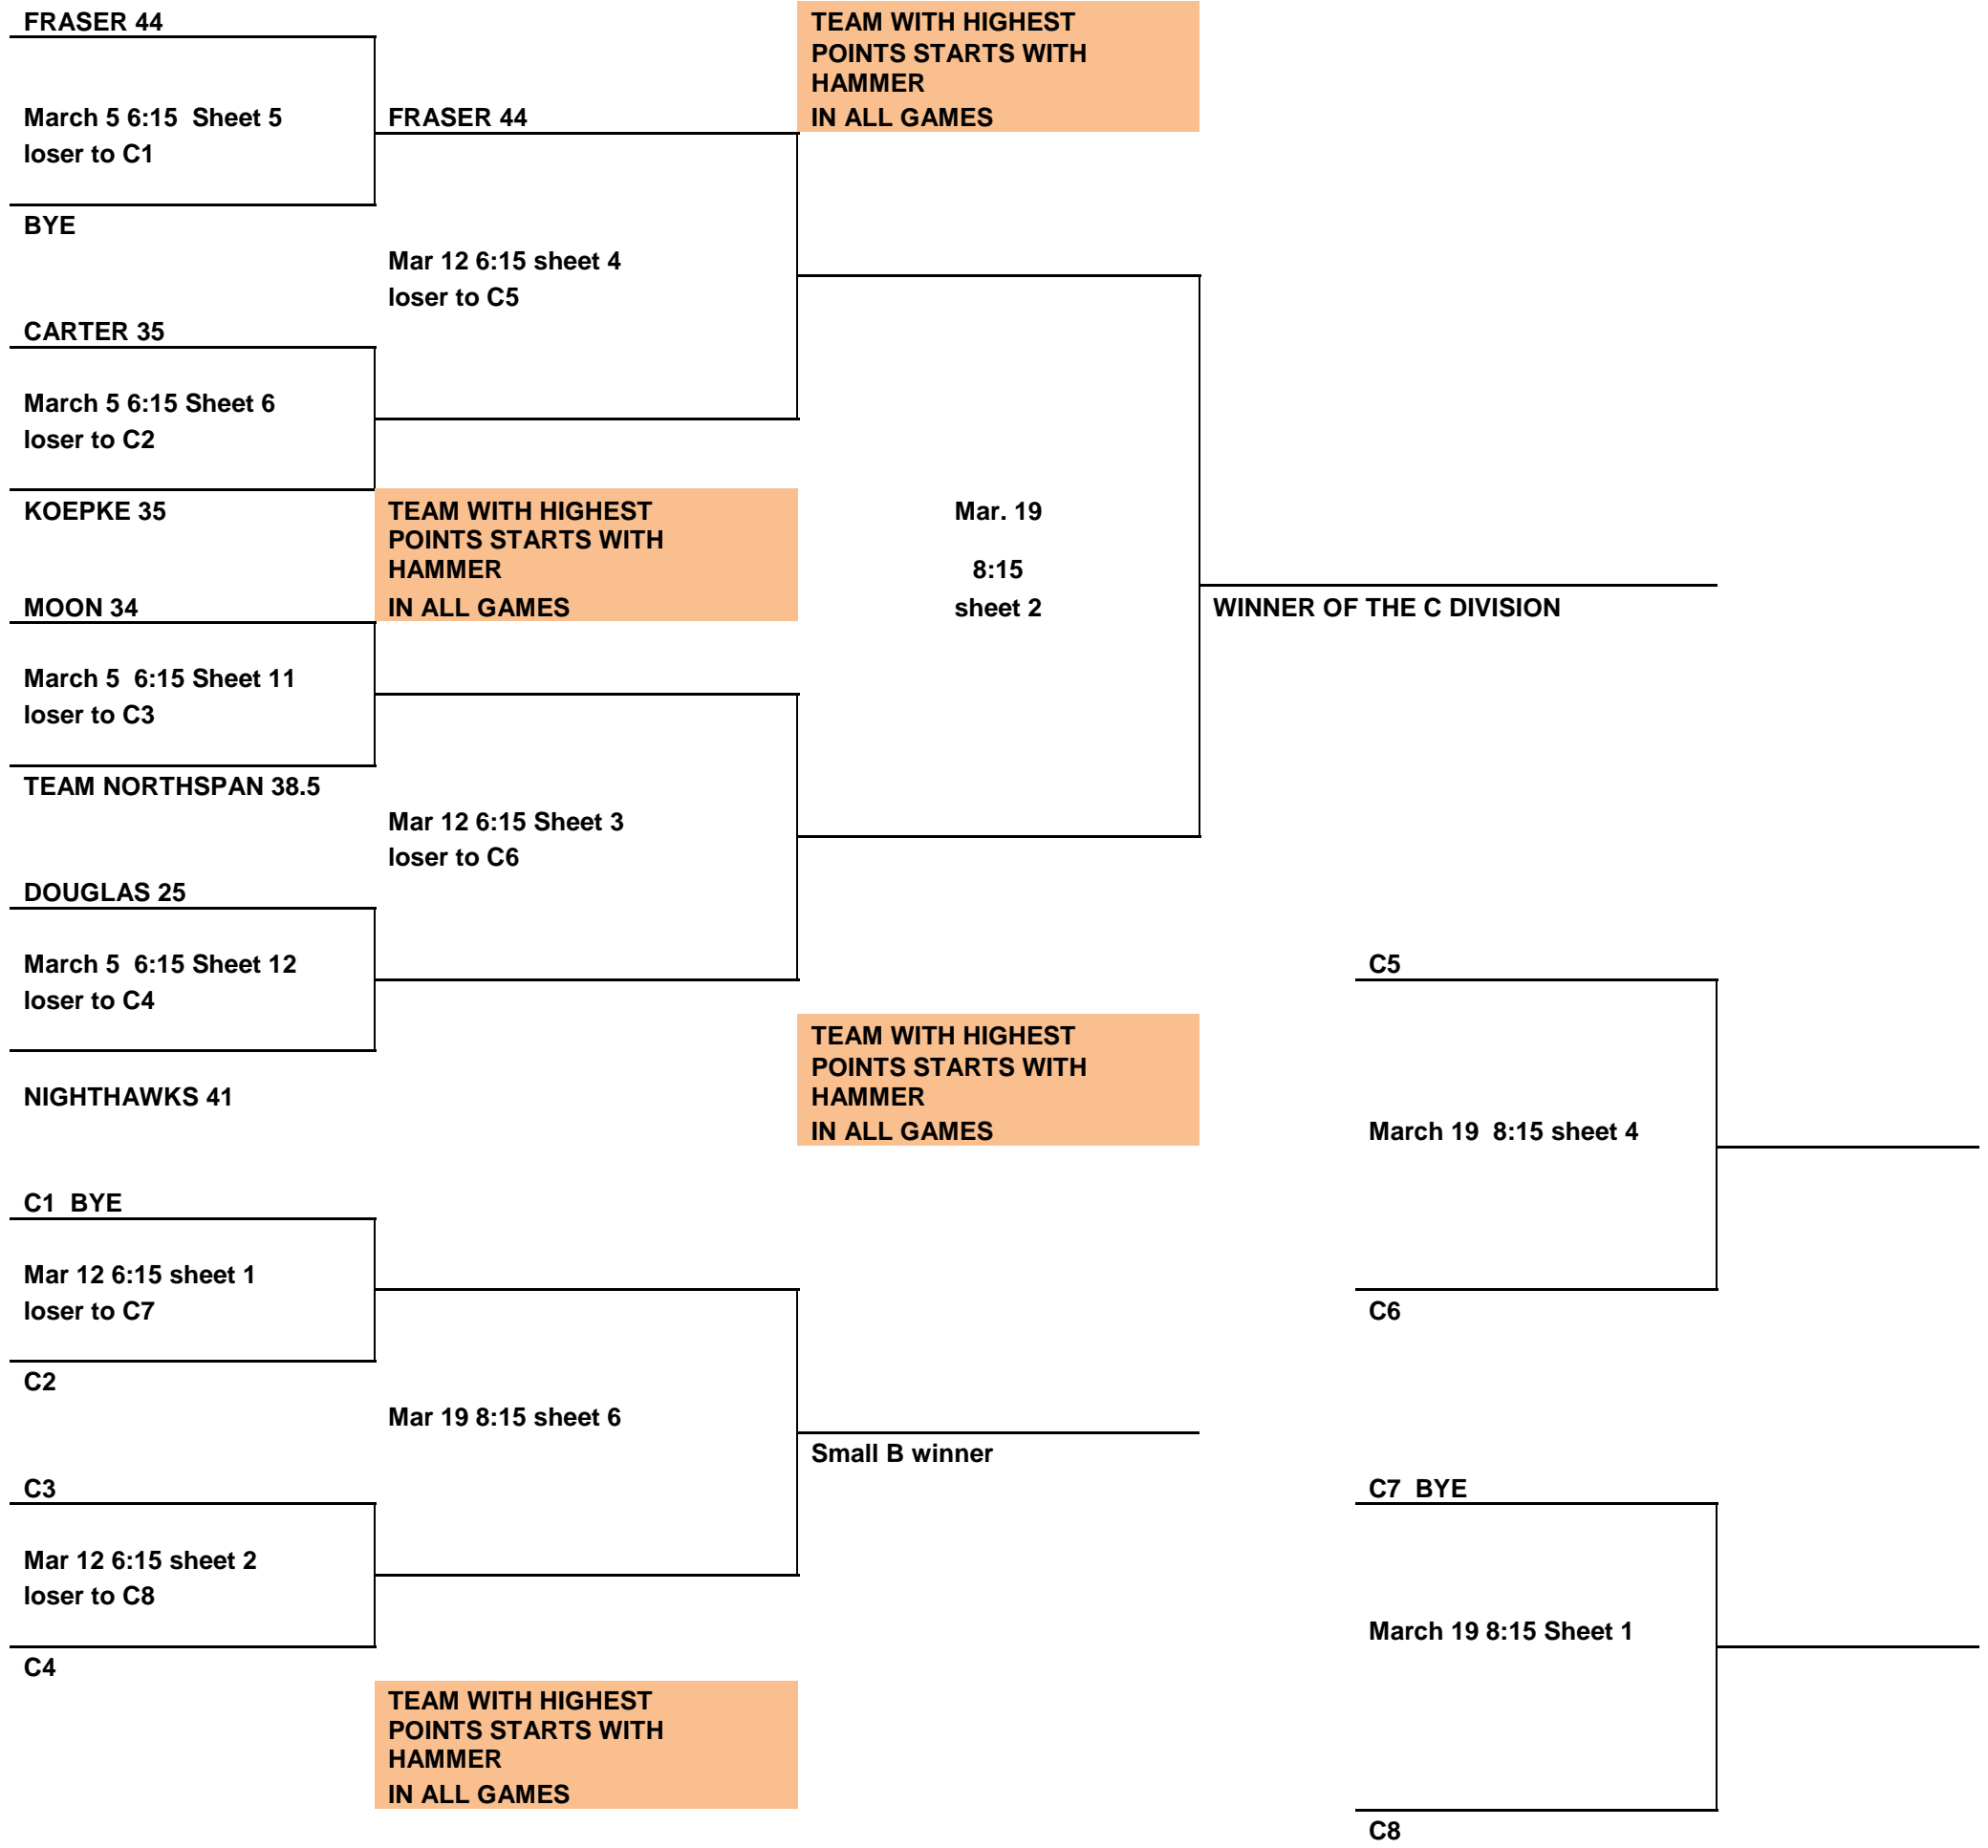 FRASER 44
TEAM WITH HIGHEST
POINTS STARTS WITH
HAMMER
IN ALL GAMES
March 5 6:15  Sheet 5
loser to C1
FRASER 44
BYE
Mar 12 6:15 sheet 4
loser to C5
CARTER 35
March 5 6:15 Sheet 6
loser to C2
KOEPKE 35
TEAM WITH HIGHEST
POINTS STARTS WITH
HAMMER
IN ALL GAMES
Mar. 19
8:15
sheet 2
MOON 34
WINNER OF THE C DIVISION
March 5  6:15 Sheet 11
loser to C3
TEAM NORTHSPAN 38.5
Mar 12 6:15 Sheet 3
loser to C6
DOUGLAS 25
March 5  6:15 Sheet 12
loser to C4
C5
TEAM WITH HIGHEST
POINTS STARTS WITH
HAMMER
IN ALL GAMES
NIGHTHAWKS 41
March 19  8:15 sheet 4
C1  BYE
Mar 12 6:15 sheet 1
loser to C7
C6
C2
Mar 19 8:15 sheet 6
Small B winner
C3
C7  BYE
Mar 12 6:15 sheet 2
loser to C8
March 19 8:15 Sheet 1
C4
TEAM WITH HIGHEST
POINTS STARTS WITH
HAMMER
IN ALL GAMES
C8